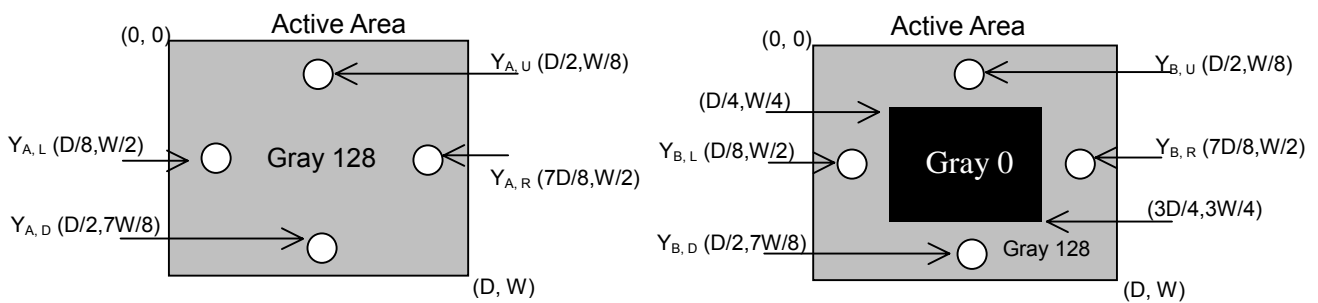 Active Area
(0, 0)
YA, U (D/2,W/8)
YA, L (D/8,W/2)
Gray 128
YA, R (7D/8,W/2)
YA, D (D/2,7W/8)
(D, W)
Active Area
(0, 0)
YB, U (D/2,W/8)
(D/4,W/4)
YB, L (D/8,W/2)
Gray 0
YB, R (7D/8,W/2)
(3D/4,3W/4)
YB, D (D/2,7W/8)
Gray 128
(D, W)